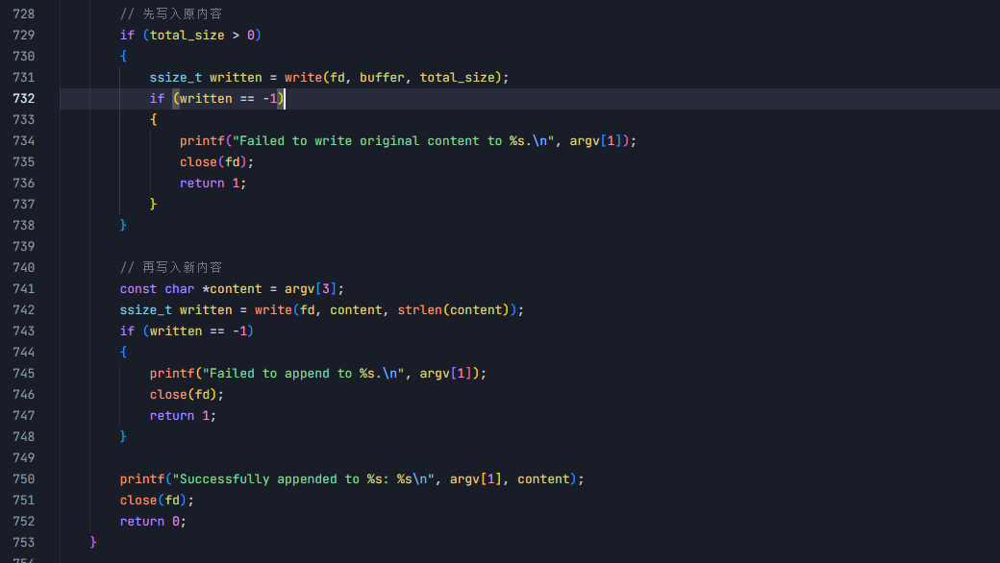 728 // 先写入原内容
729 if (total_size > 0)
730 {
731 ssize_t written = write(fd, buffer, total_size);
732 if (written == -1)
733 {
734 printf("Failed to write original content to %s.\n", argv[1]);
735 close(fd);
736 return 1;
737 }
738 }
739
740 // 再写入新内容
741 const char *content = argv[3];
742 ssize_t written = write(fd, content, strlen(content));
743 if (written == -1)
744 {
745 printf("Failed to append to %s.\n", argv[1]);
746 close(fd);
747 return 1;
748 }
749
750 printf("Successfully appended to %s: %s\n", argv[1], content);
751 close(fd);
752 return 0;
753 }